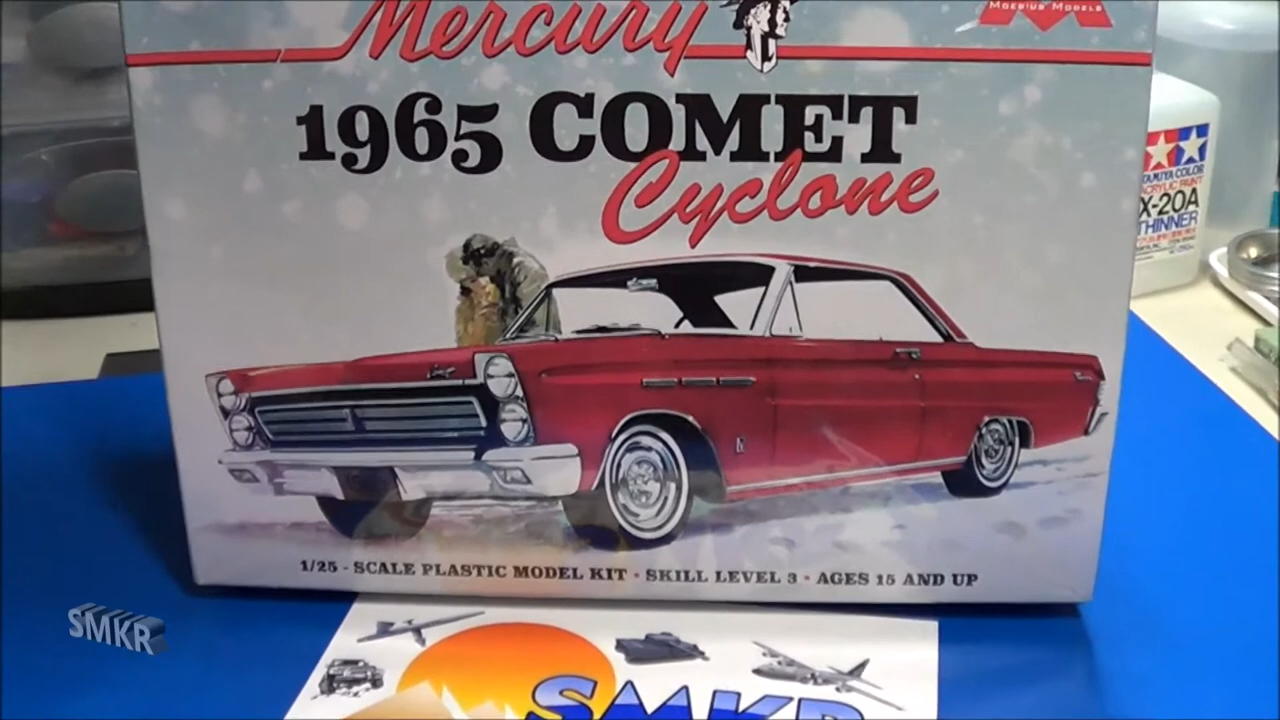 Mercury
MOEBIUS MODELS
1965 COMET
Cyclone
TAMIYA COLOR
ACRYLIC PAINT
X-20A
THINNER
1/25 - SCALE PLASTIC MODEL KIT • SKILL LEVEL 3 • AGES 15 AND UP
SMKR
SMKR